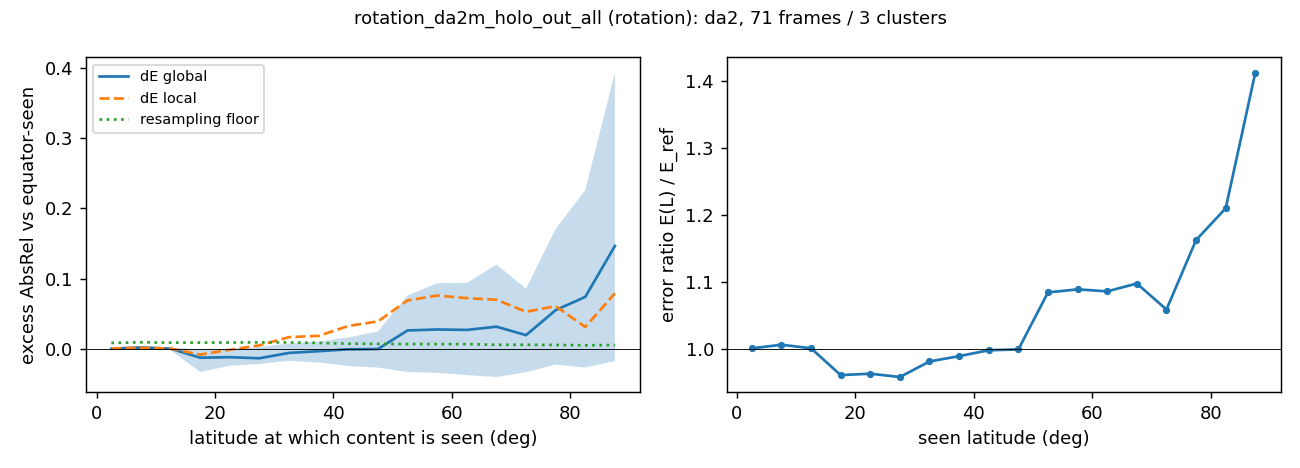 rotation_da2m_holo_out_all (rotation): da2, 71 frames / 3 clusters
excess AbsRel vs equator-seen
0.4
0.3
0.2
0.1
0.0
dE global
dE local
resampling floor
0 20 40 60 80
latitude at which content is seen (deg)
error ratio E(L) / E_ref
1.4
1.3
1.2
1.1
1.0
0 20 40 60 80
seen latitude (deg)